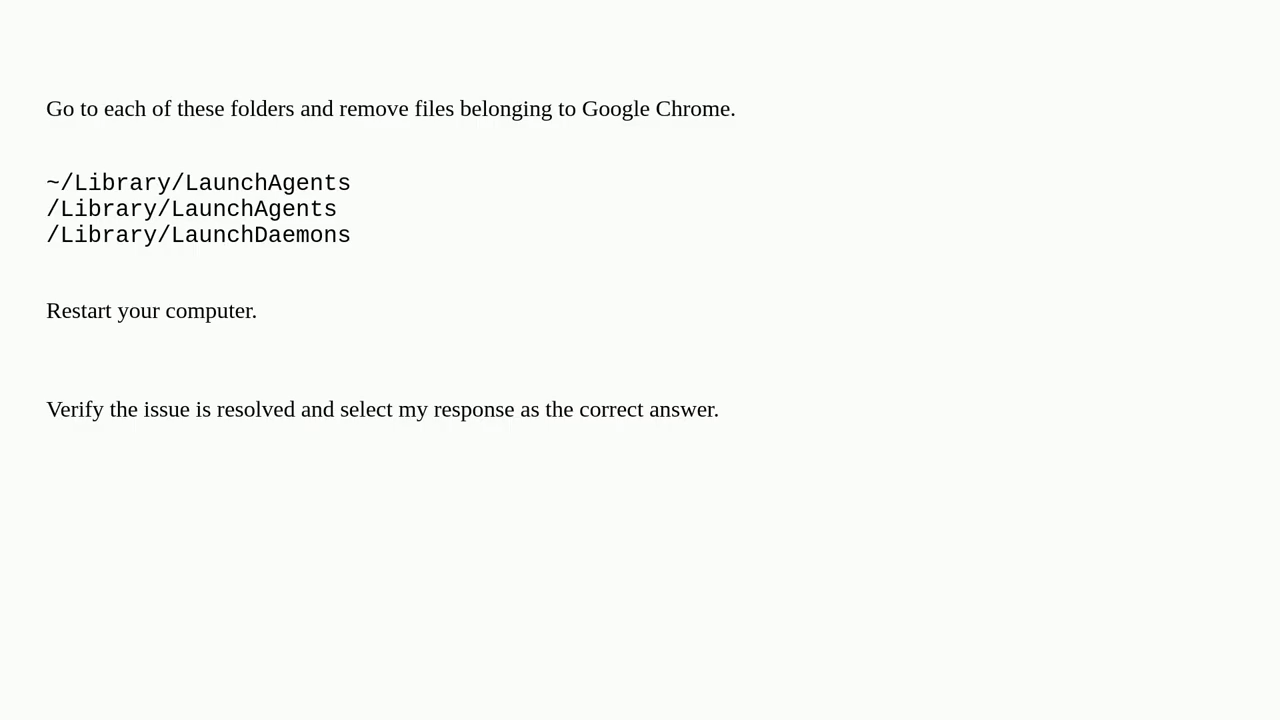 Go to each of these folders and remove files belonging to Google Chrome.
~/Library/LaunchAgents
/Library/LaunchAgents
/Library/LaunchDaemons
Restart your computer.
Verify the issue is resolved and select my response as the correct answer.